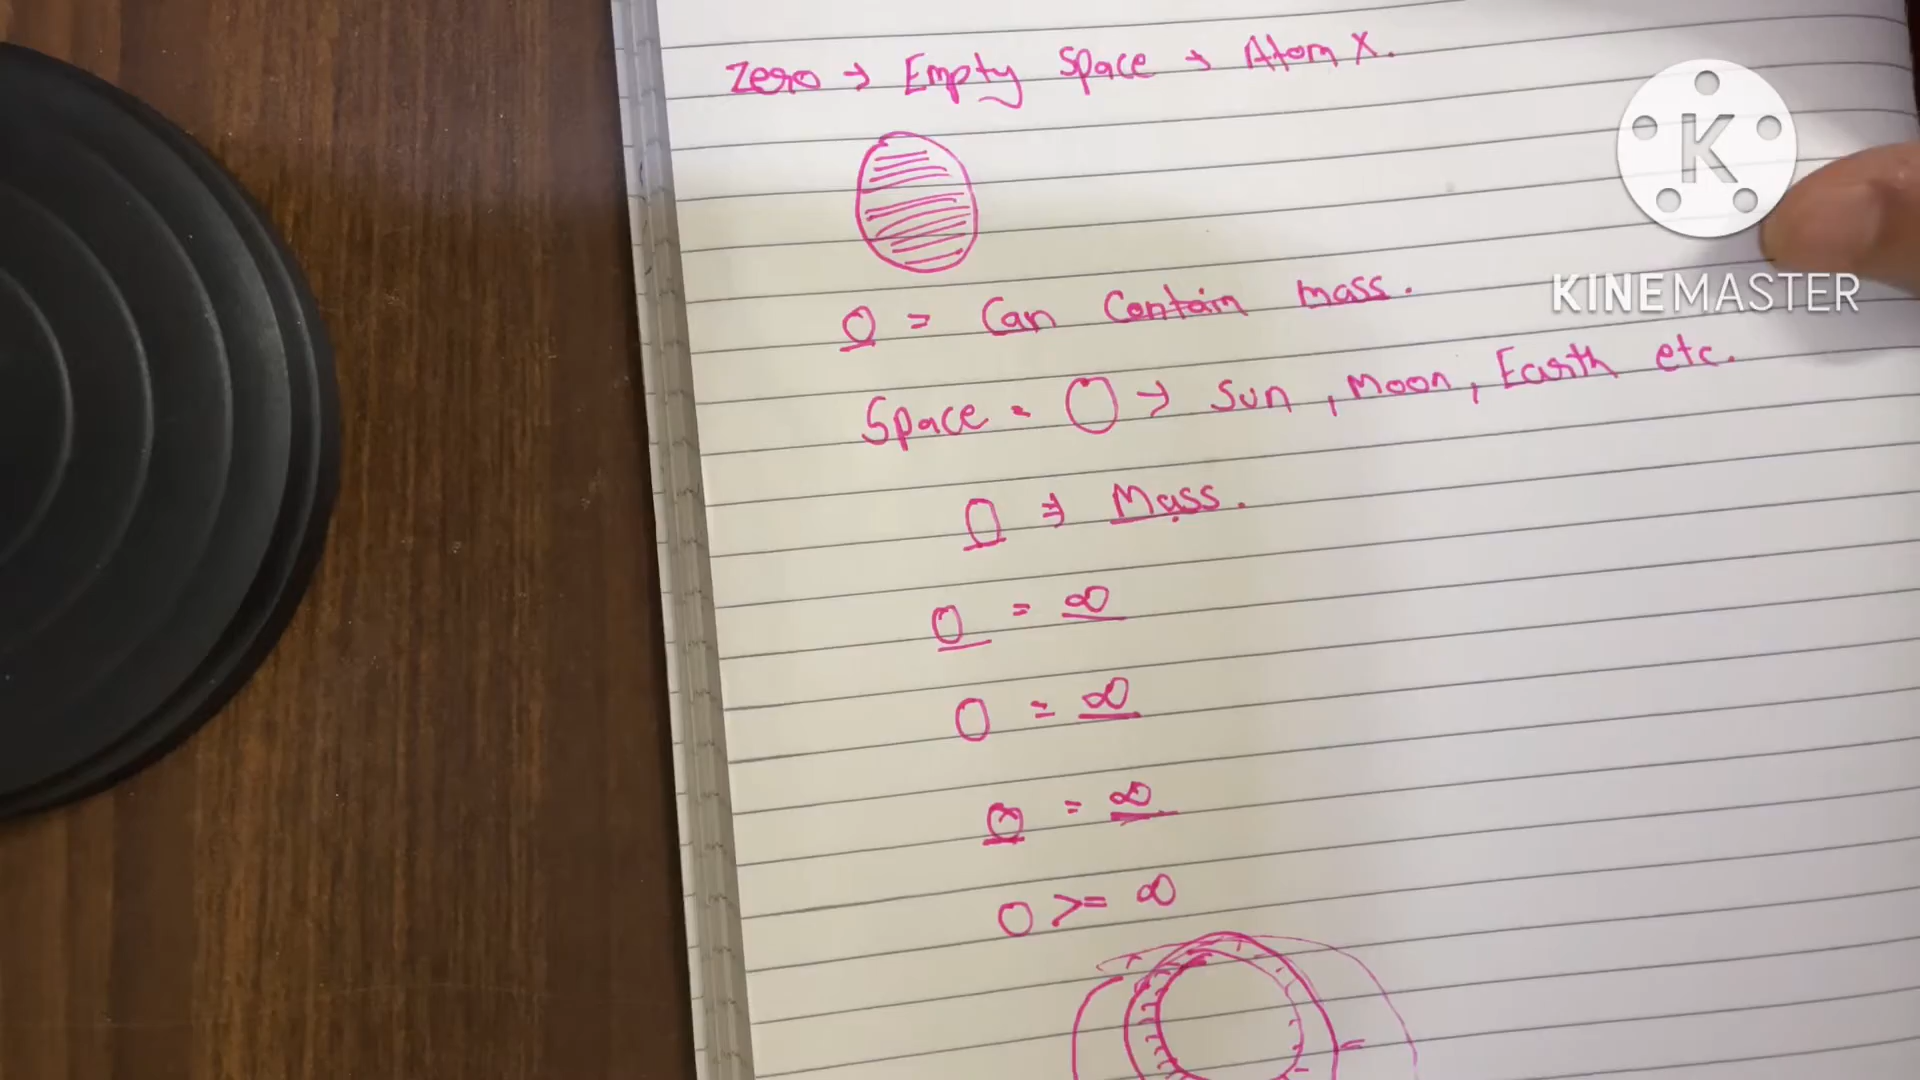 Zero → Empty Space → Atom X.
0 = Can Contain mass.
Space = 0 → Sun, Moon, Earth etc.
0 ⇒ Mass.
0 = ∞
0 = ∞
0 = ∞
0 >= ∞
K
KINEMASTER